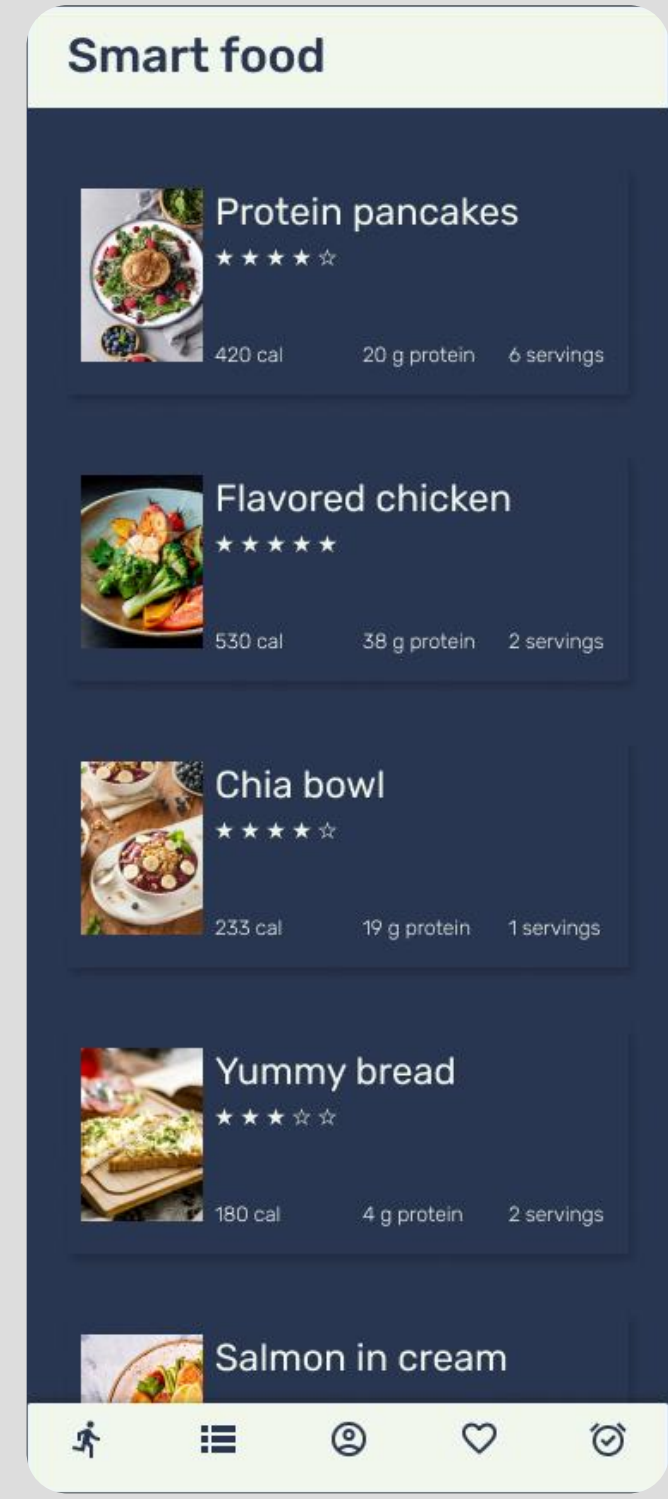 Smart food
Protein pancakes
★ ★ ★ ★ ☆
420 cal 20 g protein 6 servings
Flavored chicken
★ ★ ★ ★ ★
530 cal 38 g protein 2 servings
Chia bowl
★ ★ ★ ★ ☆
233 cal 19 g protein 1 servings
Yummy bread
★ ★ ★ ☆ ☆
180 cal 4 g protein 2 servings
Salmon in cream